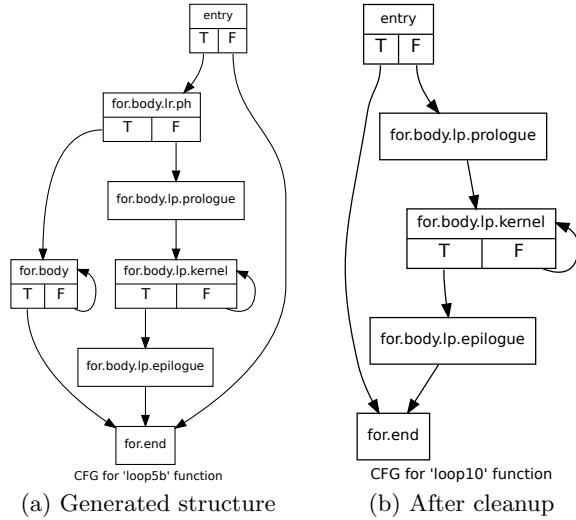 entry
T F
for.body.lr.ph
T F
for.body.lp.prologue
for.body
T F
for.body.lp.kernel
T F
for.body.lp.epilogue
for.end
CFG for 'loop5b' function
(a) Generated structure
entry
T F
for.body.lp.prologue
for.body.lp.kernel
T F
for.body.lp.epilogue
for.end
CFG for 'loop10' function
(b) After cleanup